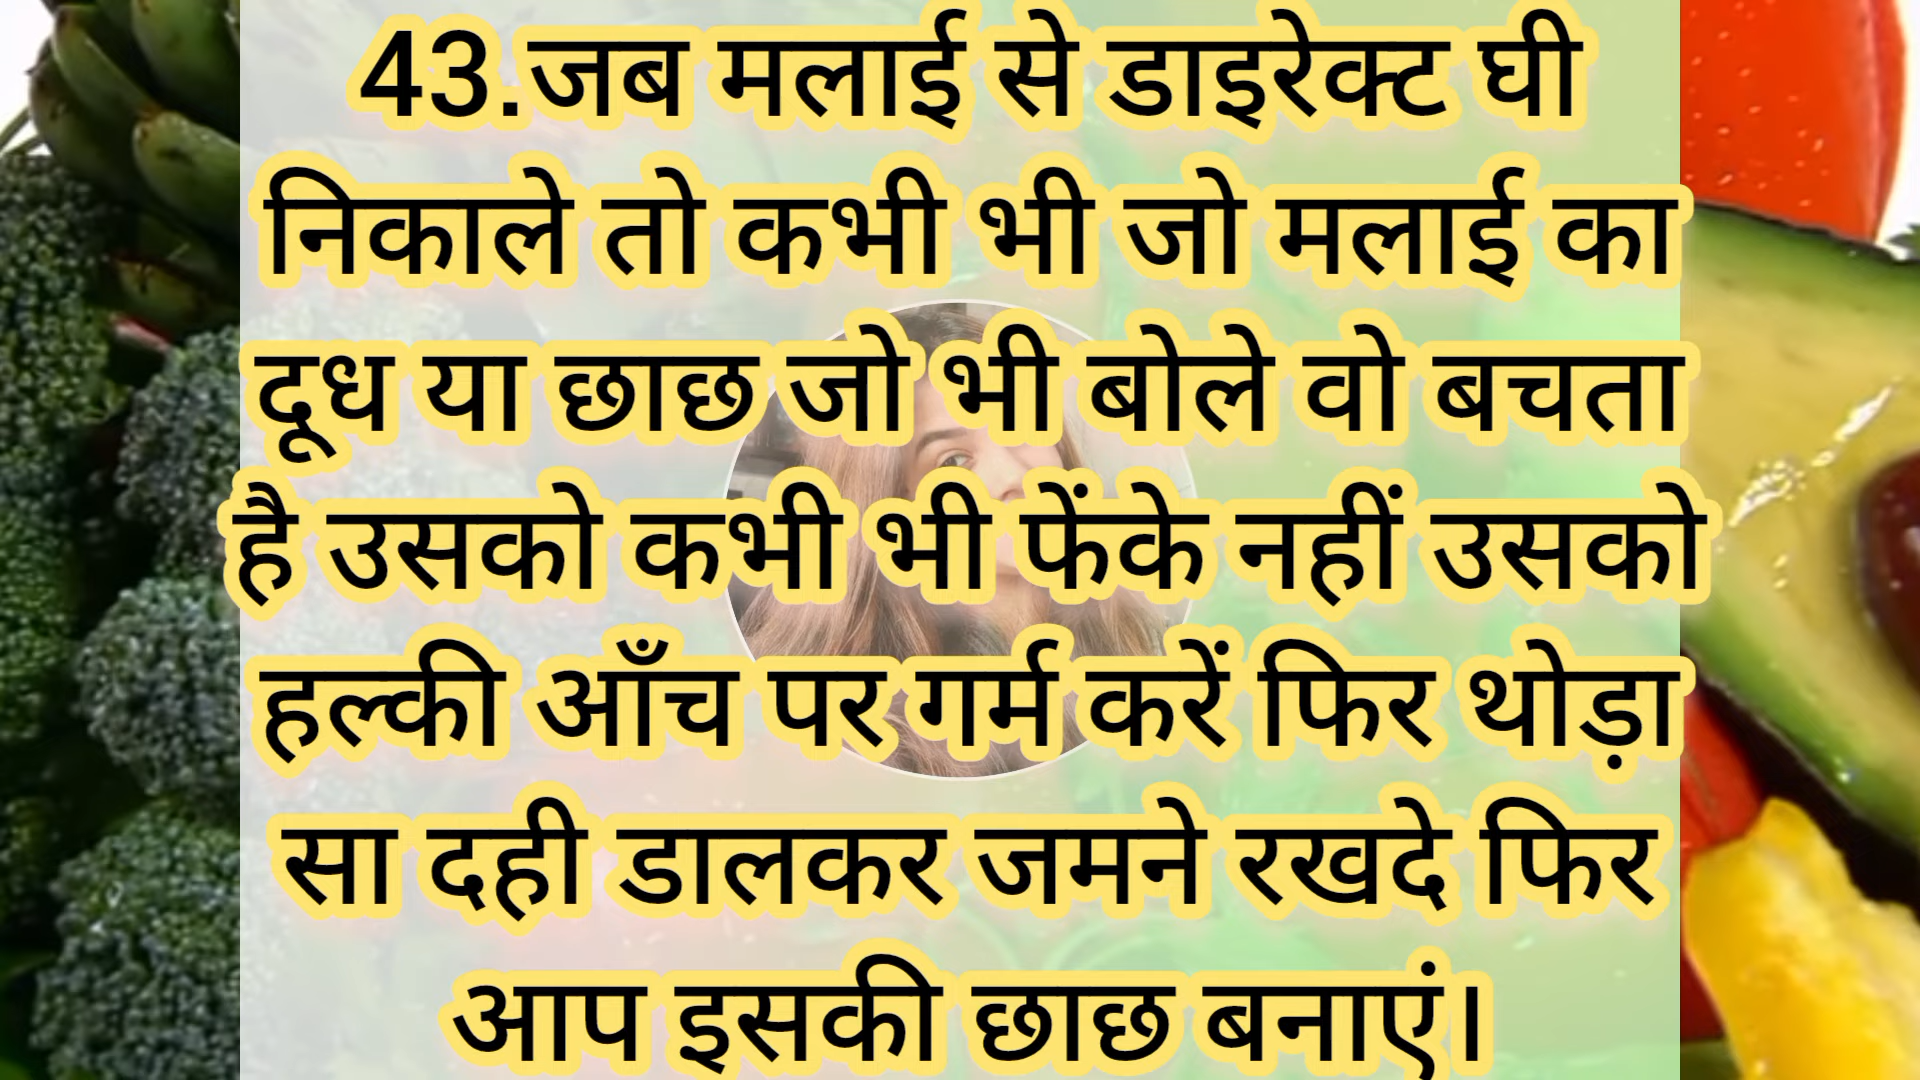 43.जब मलाई से डाइरेक्ट घी
निकाले तो कभी भी जो मलाई का
दूध या छाछ जो भी बोले वो बचता
है उसको कभी भी फेंके नहीं उसको
हल्की आँच पर गर्म करें फिर थोड़ा
सा दही डालकर जमने रखदे फिर
आप इसकी छाछ बनाएं।